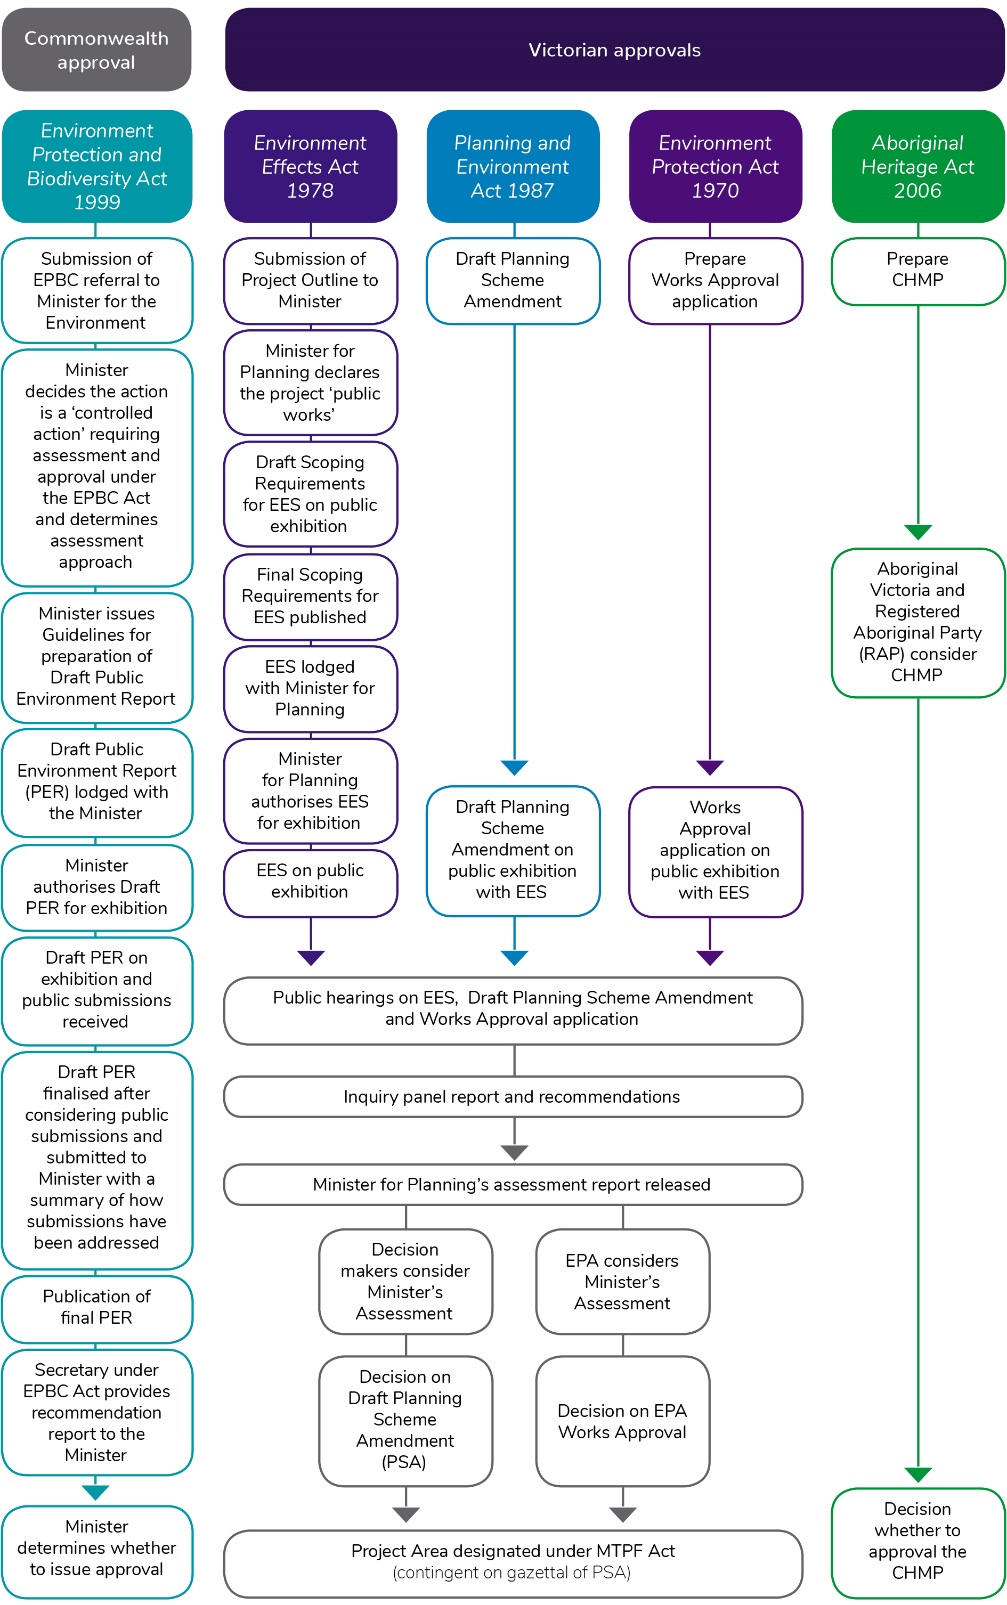 Commonwealth
approval
Victorian approvals
Environment
Protection and
Biodiversity Act
1999
Submission of
EPBC referral to
Minister for the
Environment
Minister
decides the action
is a ‘controlled
action’ requiring
assessment and
approval under
the EPBC Act
and determines
assessment
approach
Minister issues
Guidelines for
preparation of
Draft Public
Environment Report
Draft Public
Environment Report
(PER) lodged with
the Minister
Minister
authorises Draft
PER for exhibition
Draft PER on
exhibition and
public submissions
received
Draft PER
finalised after
considering public
submissions and
submitted to
Minister with a
summary of how
submissions have
been addressed
Publication of
final PER
Secretary under
EPBC Act provides
recommendation
report to the
Minister
Minister
determines whether
to issue approval
Environment
Effects Act
1978
Submission of
Project Outline to
Minister
Minister for
Planning declares
the project ‘public
works’
Draft Scoping
Requirements
for EES on public
exhibition
Final Scoping
Requirements for
EES published
EES lodged
with Minister for
Planning
Minister
for Planning
authorises EES
for exhibition
EES on public
exhibition
Planning and
Environment
Act 1987
Draft Planning
Scheme
Amendment
Draft Planning
Scheme
Amendment on
public exhibition
with EES
Environment
Protection Act
1970
Prepare
Works Approval
application
Works
Approval
application on
public exhibition
with EES
Public hearings on EES,  Draft Planning Scheme Amendment
and Works Approval application
Inquiry panel report and recommendations
Minister for Planning’s assessment report released
Decision
makers consider
Minister’s
Assessment
Decision on
Draft Planning
Scheme
Amendment
(PSA)
EPA considers
Minister’s
Assessment
Decision on EPA
Works Approval
Project Area designated under MTPF Act
(contingent on gazettal of PSA)
Aboriginal
Heritage Act
2006
Prepare
CHMP
Aboriginal
Victoria and
Registered
Aboriginal Party
(RAP) consider
CHMP
Decision
whether to
approval the
CHMP